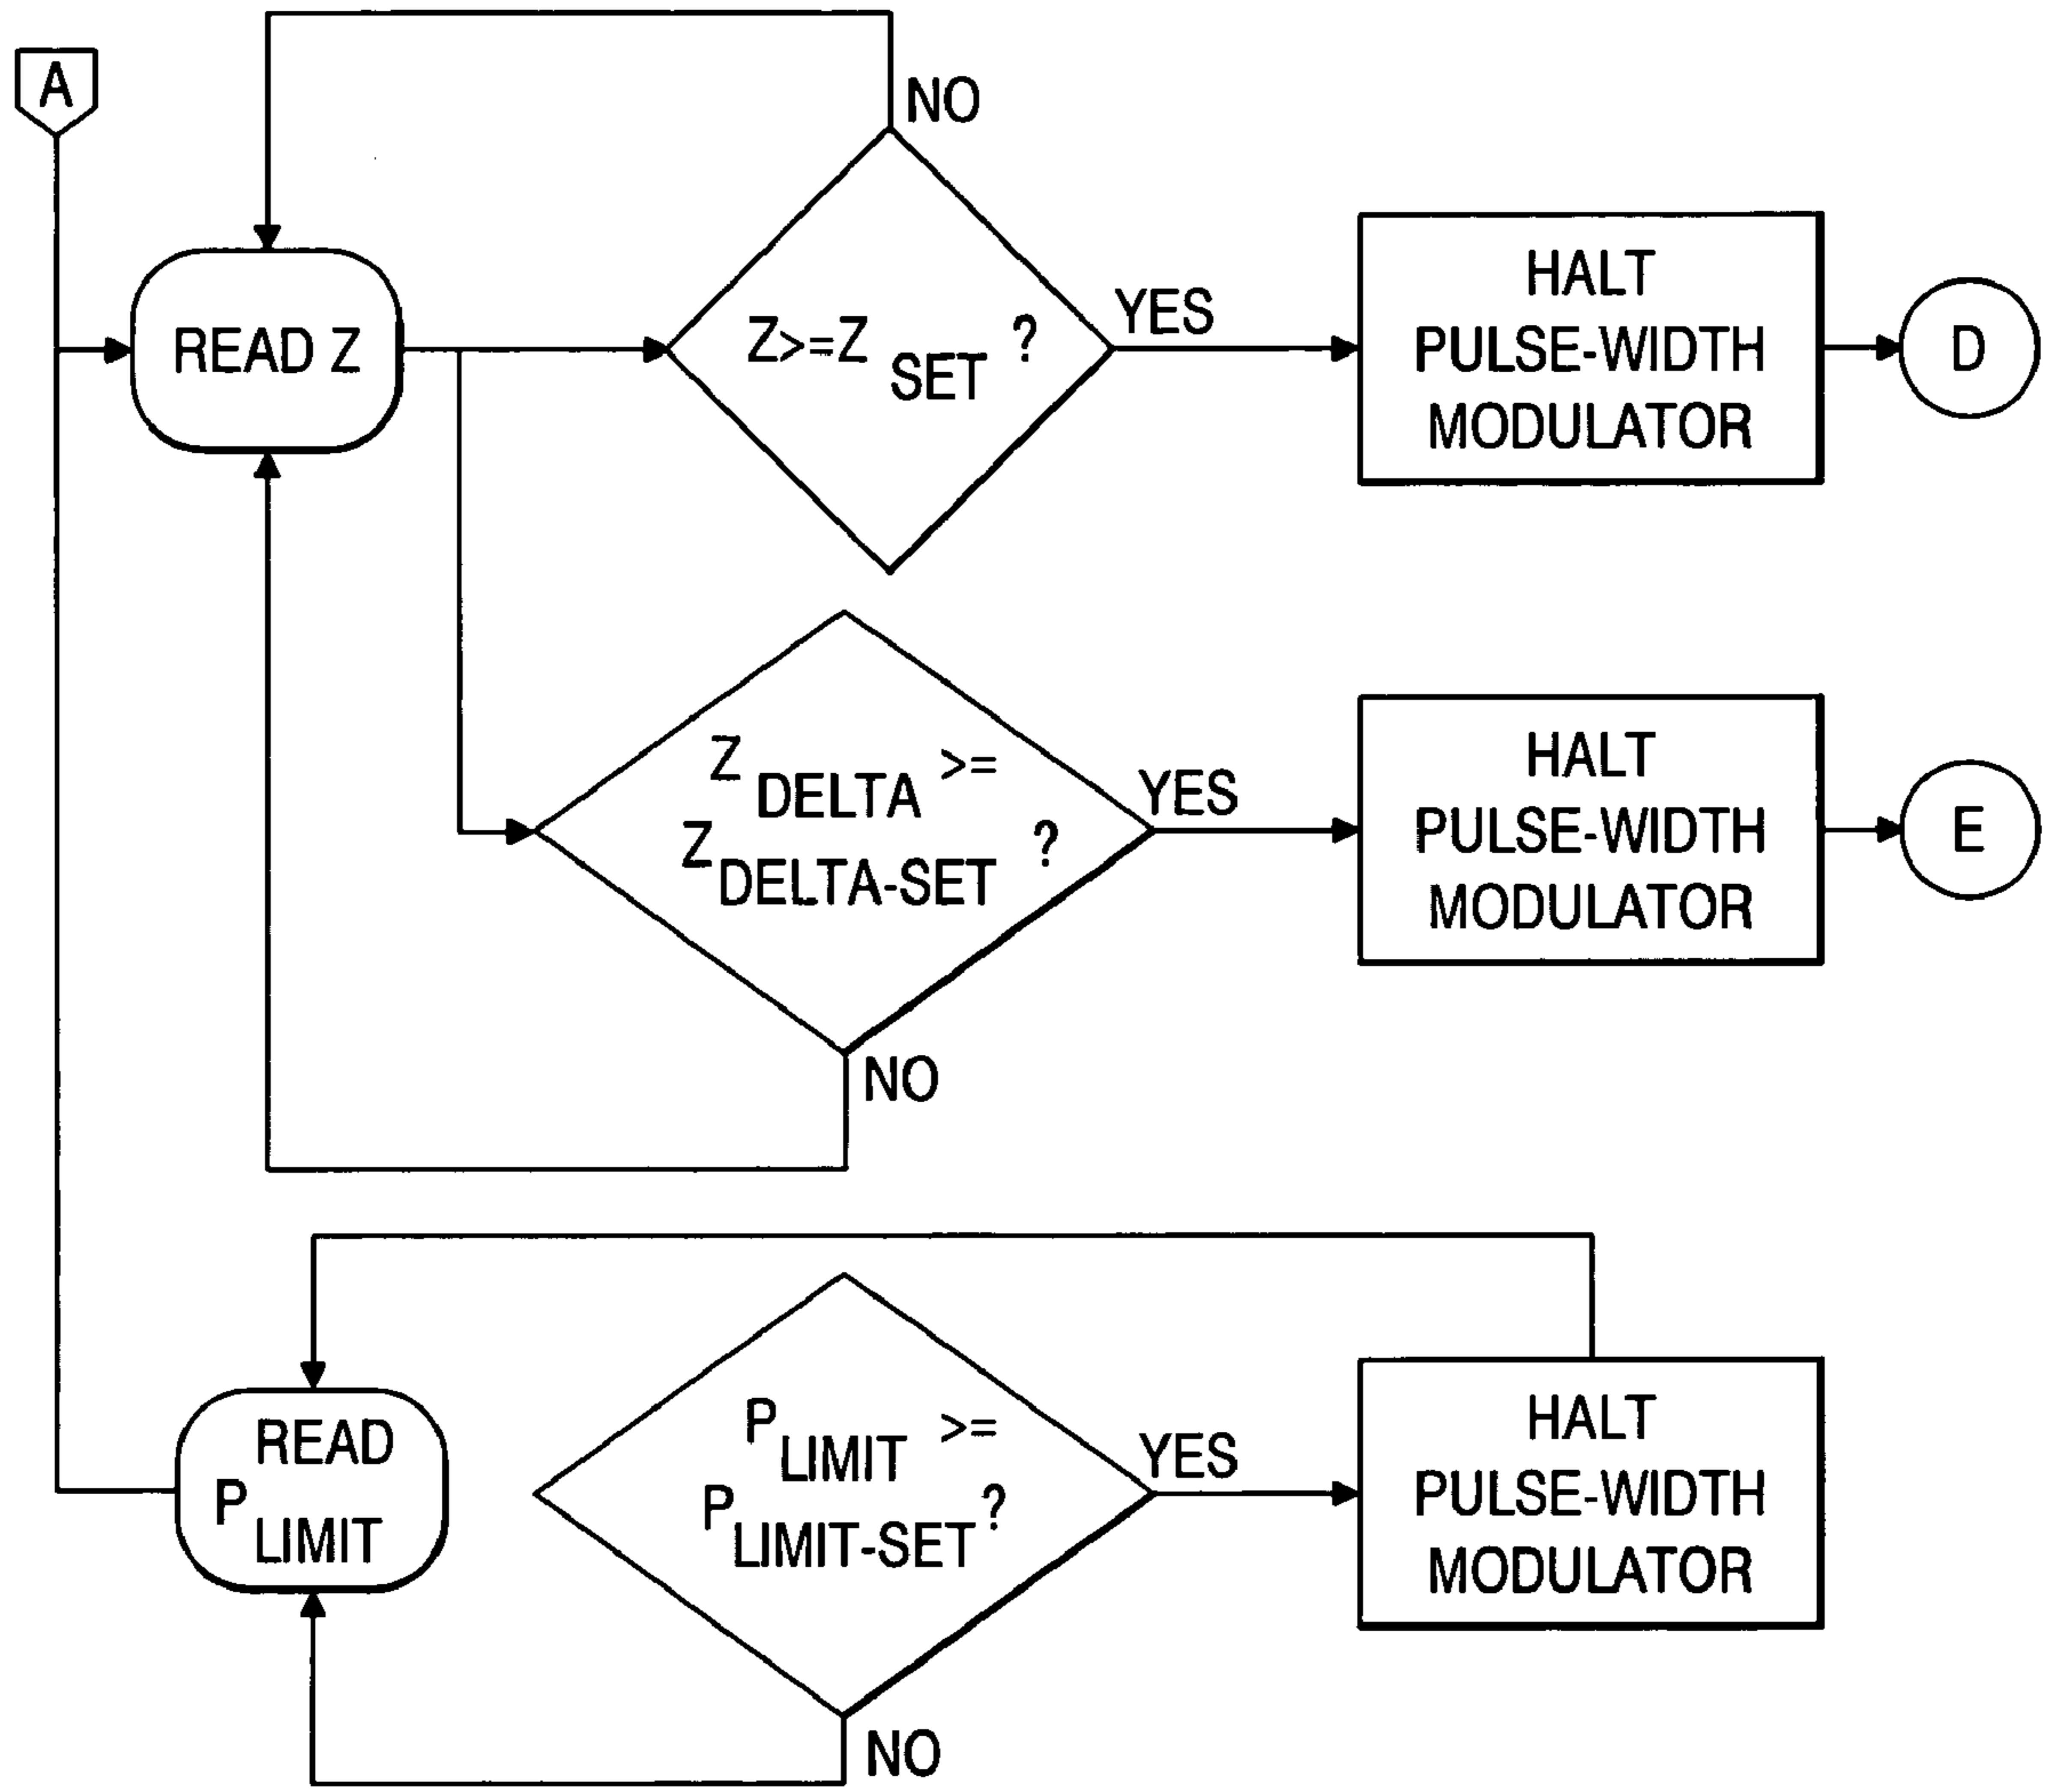 A
NO
READ Z
Z>=Z SET ?
YES
HALT
PULSE-WIDTH
MODULATOR
D
Z DELTA >=
Z DELTA-SET ?
YES
HALT
PULSE-WIDTH
MODULATOR
E
NO
READ
P LIMIT
P LIMIT >=
P LIMIT-SET ?
YES
HALT
PULSE-WIDTH
MODULATOR
NO